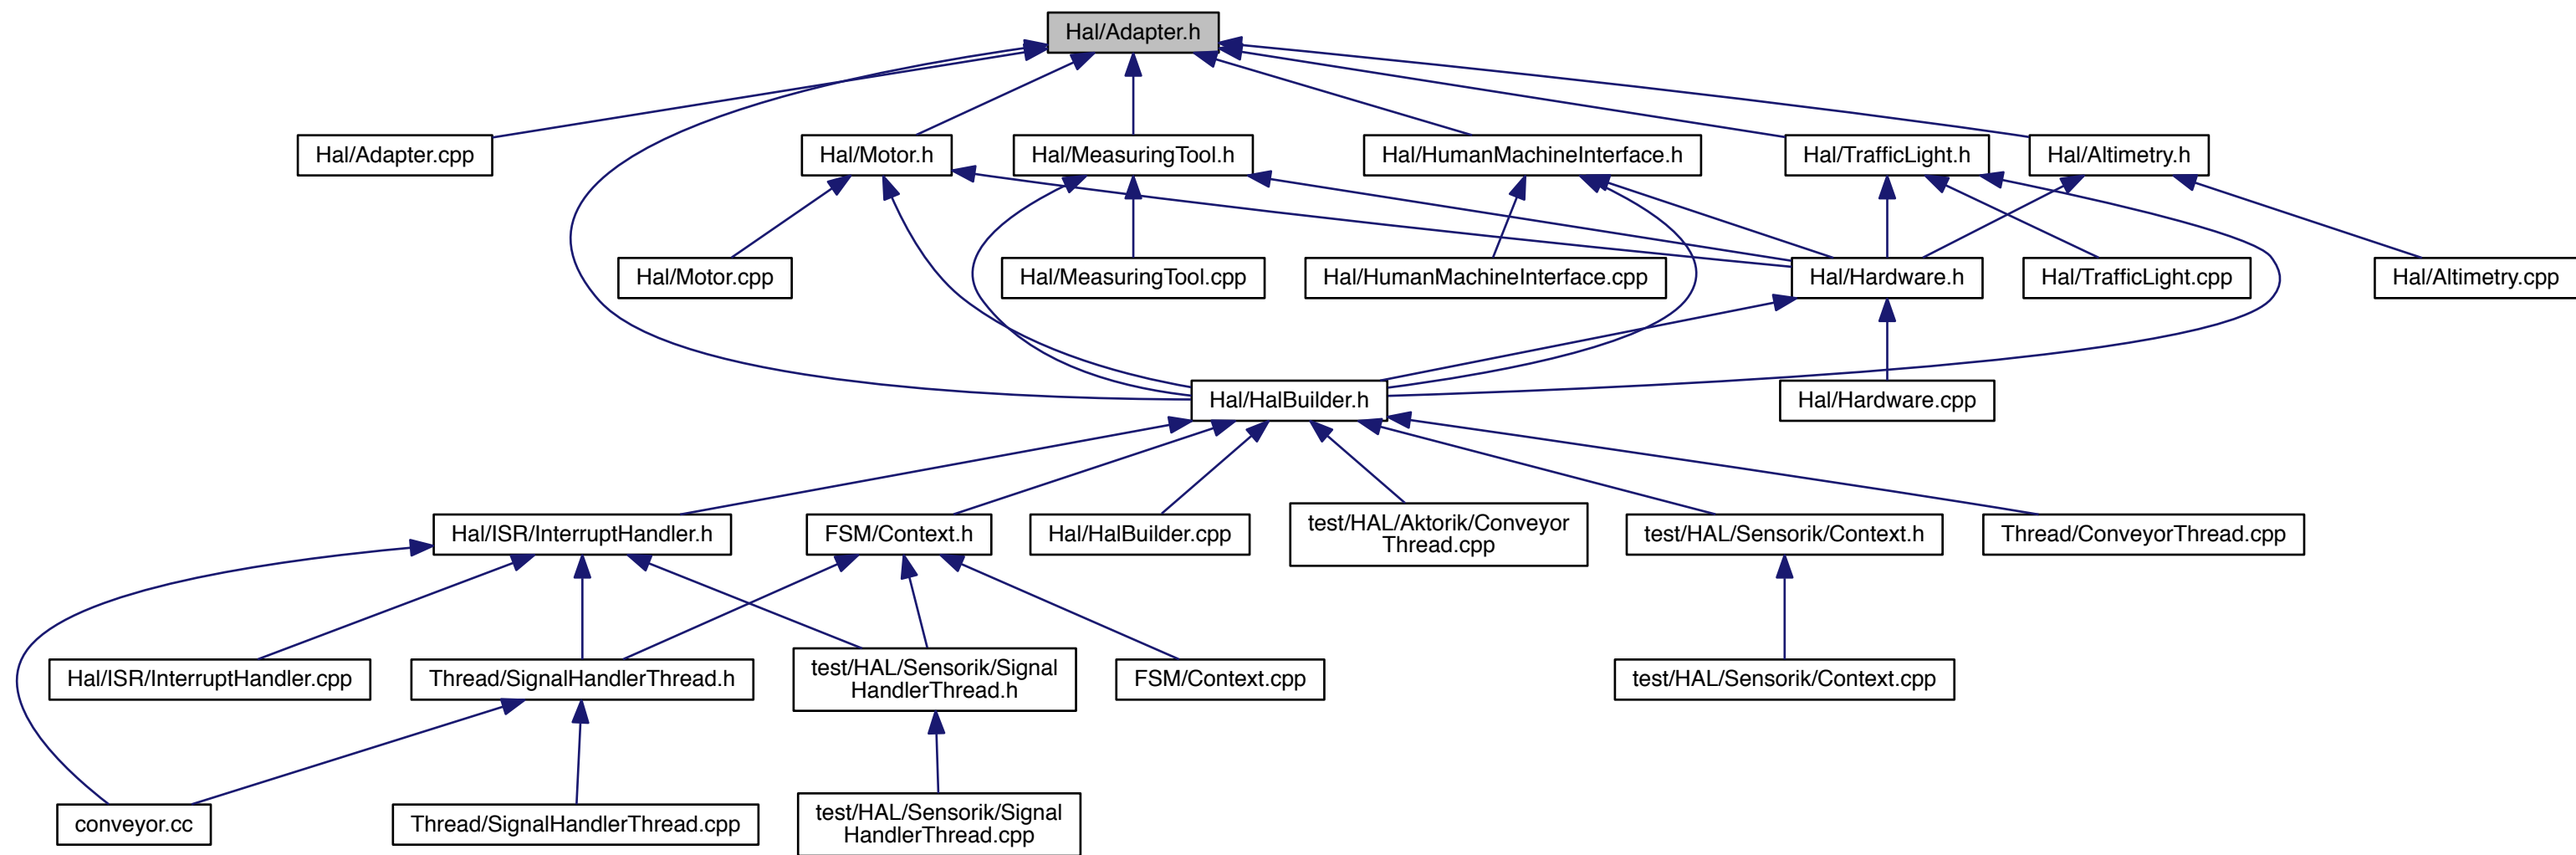 Hal/Adapter.h
Hal/Adapter.cpp
Hal/Motor.h
Hal/MeasuringTool.h
Hal/HumanMachineInterface.h
Hal/TrafficLight.h
Hal/Altimetry.h
Hal/Motor.cpp
Hal/MeasuringTool.cpp
Hal/HumanMachineInterface.cpp
Hal/Hardware.h
Hal/TrafficLight.cpp
Hal/Altimetry.cpp
Hal/HalBuilder.h
Hal/Hardware.cpp
Hal/ISR/InterruptHandler.h
FSM/Context.h
Hal/HalBuilder.cpp
test/HAL/Aktorik/Conveyor
Thread.cpp
test/HAL/Sensorik/Context.h
Thread/ConveyorThread.cpp
Hal/ISR/InterruptHandler.cpp
Thread/SignalHandlerThread.h
test/HAL/Sensorik/Signal
HandlerThread.h
FSM/Context.cpp
test/HAL/Sensorik/Context.cpp
conveyor.cc
Thread/SignalHandlerThread.cpp
test/HAL/Sensorik/Signal
HandlerThread.cpp